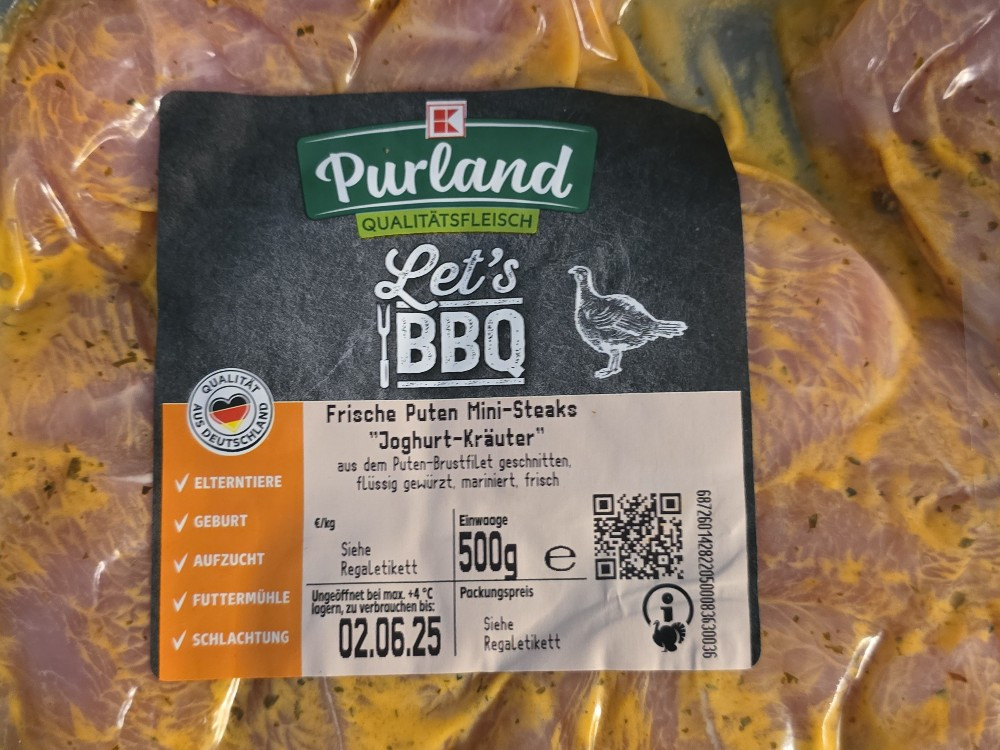 K
Purland
QUALITÄTSFLEISCH
Let's
BBQ
QUALITÄT
AUS DEUTSCHLAND
ELTERNTIERE
GEBURT
AUFZUCHT
FUTTERMÜHLE
SCHLACHTUNG
Frische Puten Mini-Steaks
"Joghurt-Kräuter"
aus dem Puten-Brustfilet geschnitten,
flüssig gewürzt, mariniert, frisch
€/kg
Siehe
Regaletikett
Einwaage
500g e
Ungeöffnet bei max. +4 °C
lagern, zu verbrauchen bis:
02.06.25
Packungspreis
Siehe
Regaletikett
i